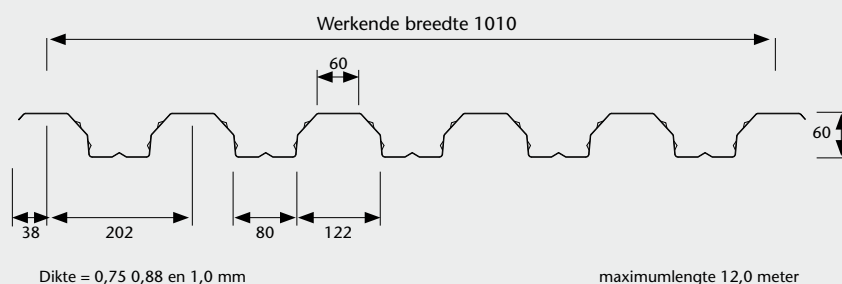 Werkende breedte 1010
60
60
38
202
80
122
Dikte = 0,75 0,88 en 1,0 mm
maximumlengte 12,0 meter